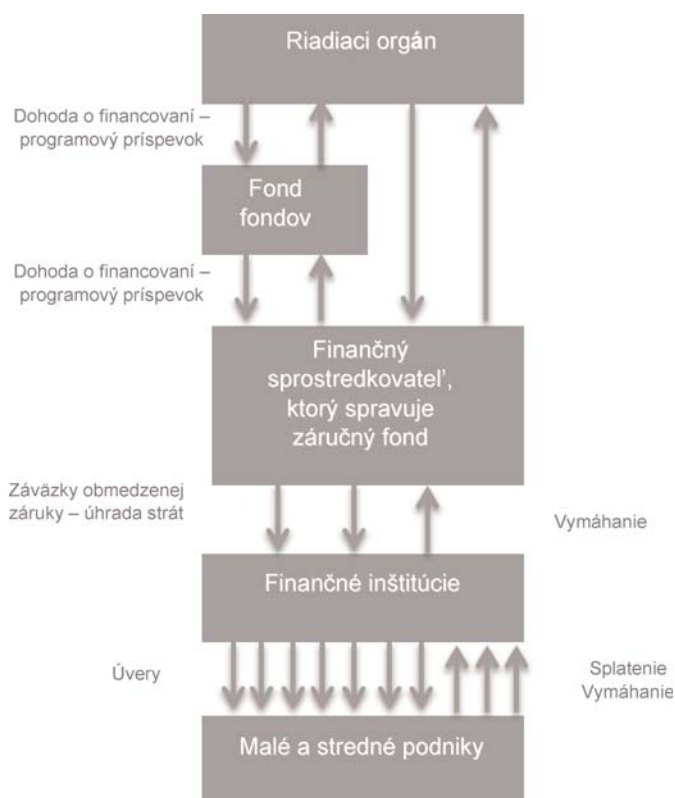 Riadiaci orgán
Dohoda o financovaní –
programový príspevok
Fond
fondov
Dohoda o financovaní –
programový príspevok
Finančný
sprostredkovateľ,
ktorý spravuje
záručný fond
Záväzky obmedzenej
záruky – úhrada strát
Vymáhanie
Finančné inštitúcie
Úvery
Splatenie
Vymáhanie
Malé a stredné podniky